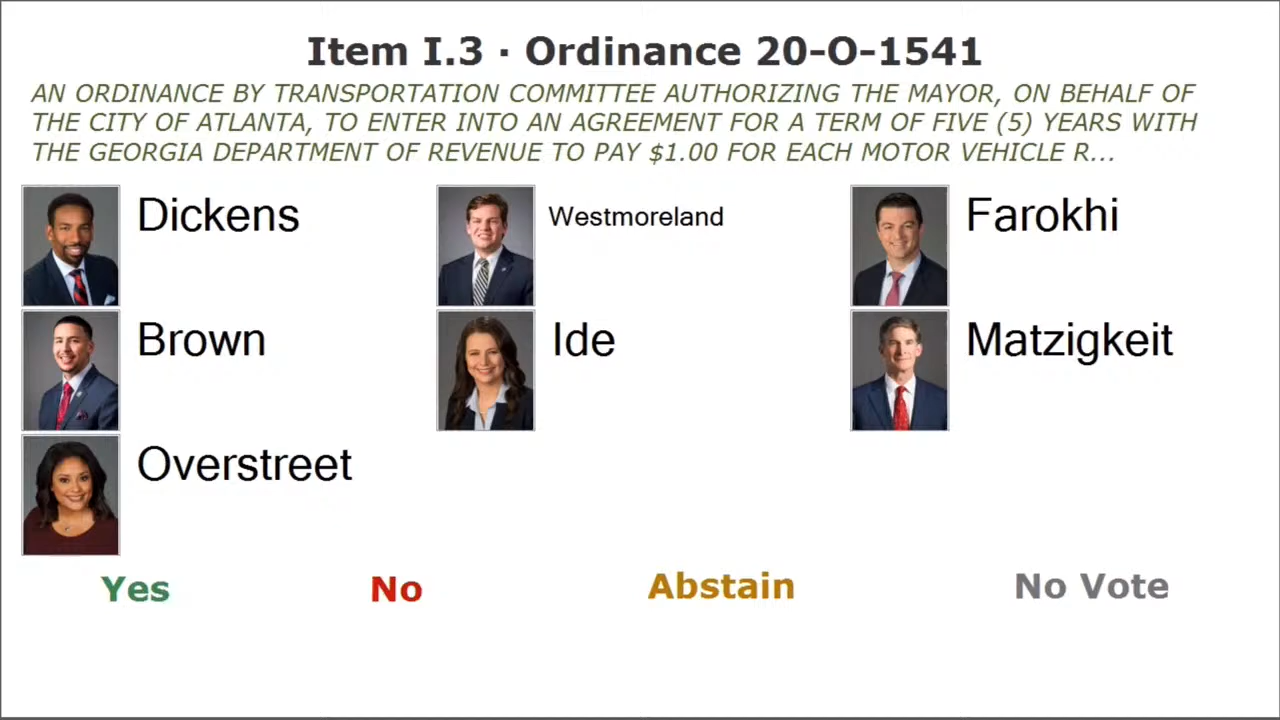 Item I.3 · Ordinance 20-O-1541
AN ORDINANCE BY TRANSPORTATION COMMITTEE AUTHORIZING THE MAYOR, ON BEHALF OF
THE CITY OF ATLANTA, TO ENTER INTO AN AGREEMENT FOR A TERM OF FIVE (5) YEARS WITH
THE GEORGIA DEPARTMENT OF REVENUE TO PAY $1.00 FOR EACH MOTOR VEHICLE R...
Dickens Westmoreland Farokhi
Brown Ide Matzigkeit
Overstreet
Yes No Abstain No Vote